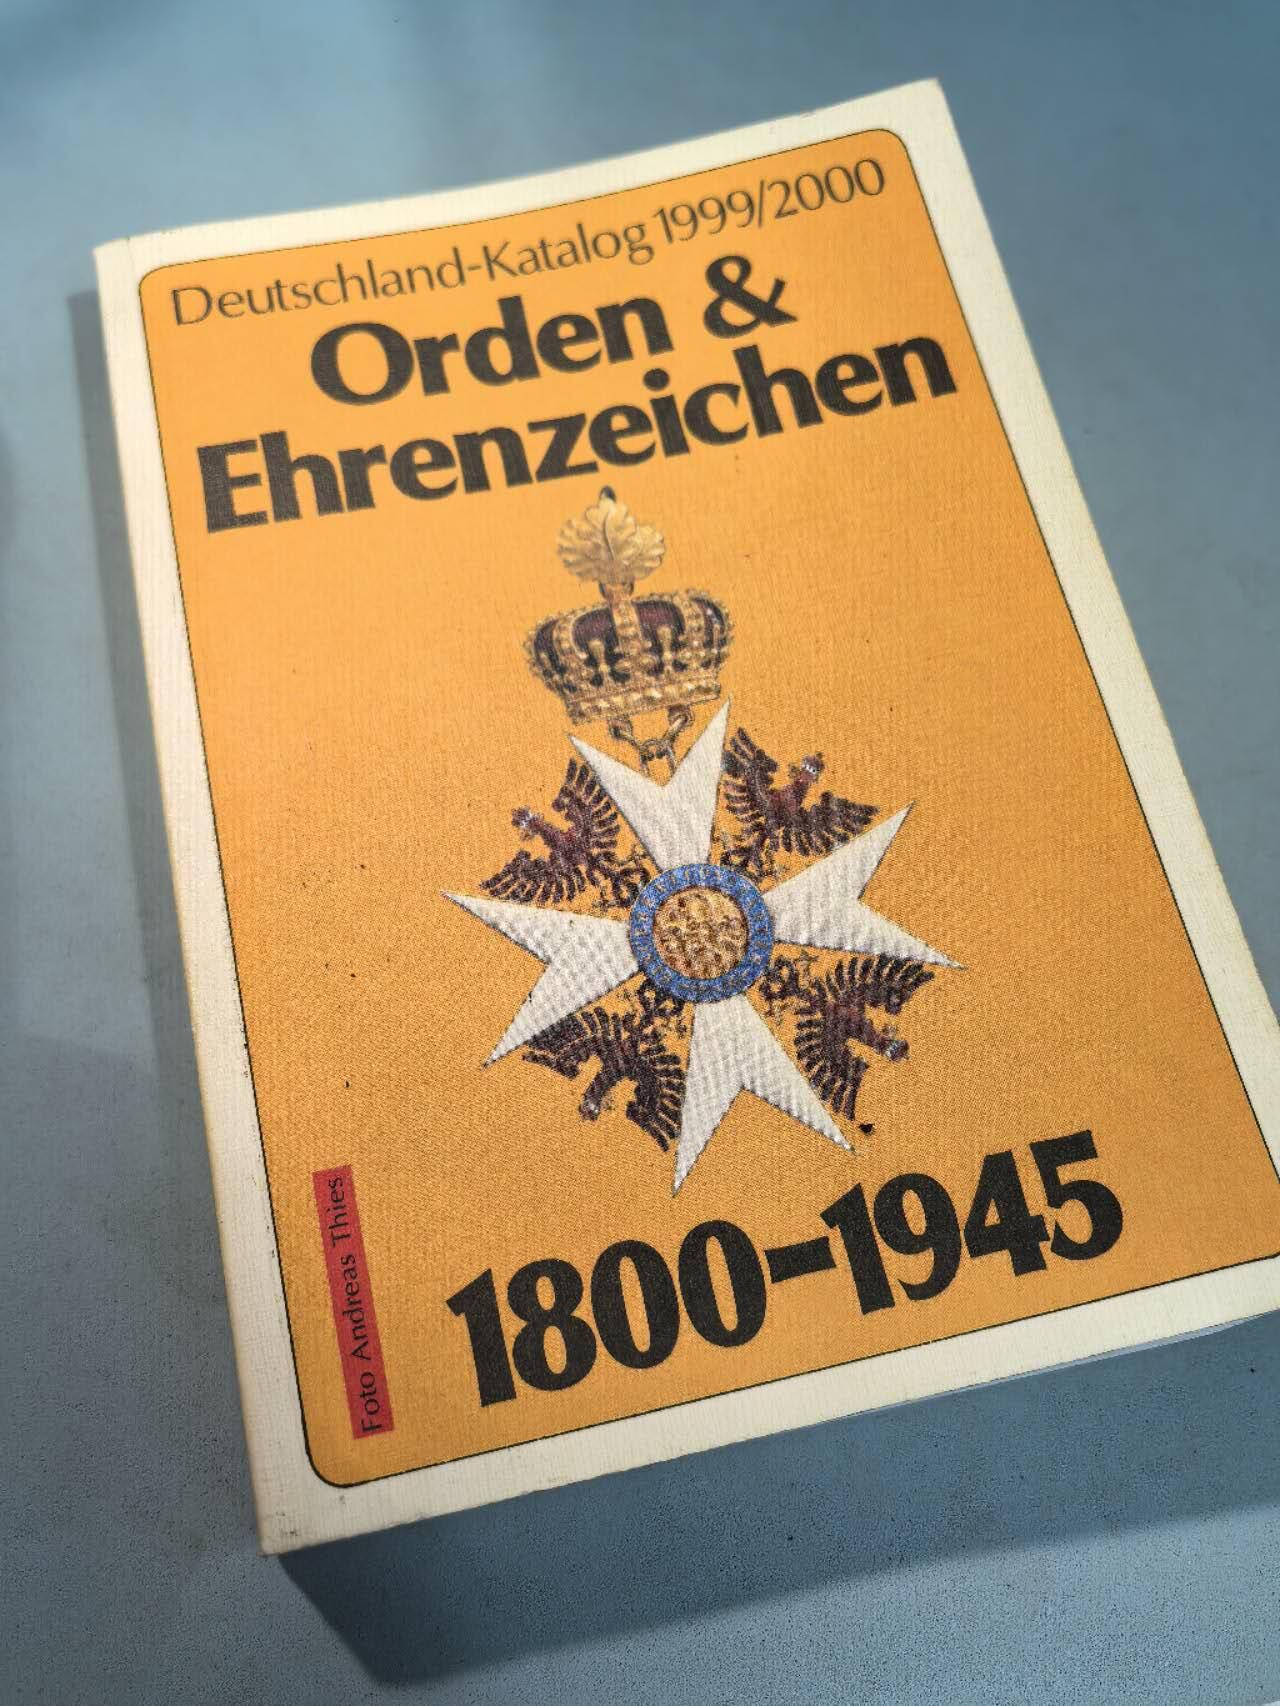 Deutschland-Katalog 1999/2000
Orden &
Ehrenzeichen
Foto Andreas Thies
1800-1945